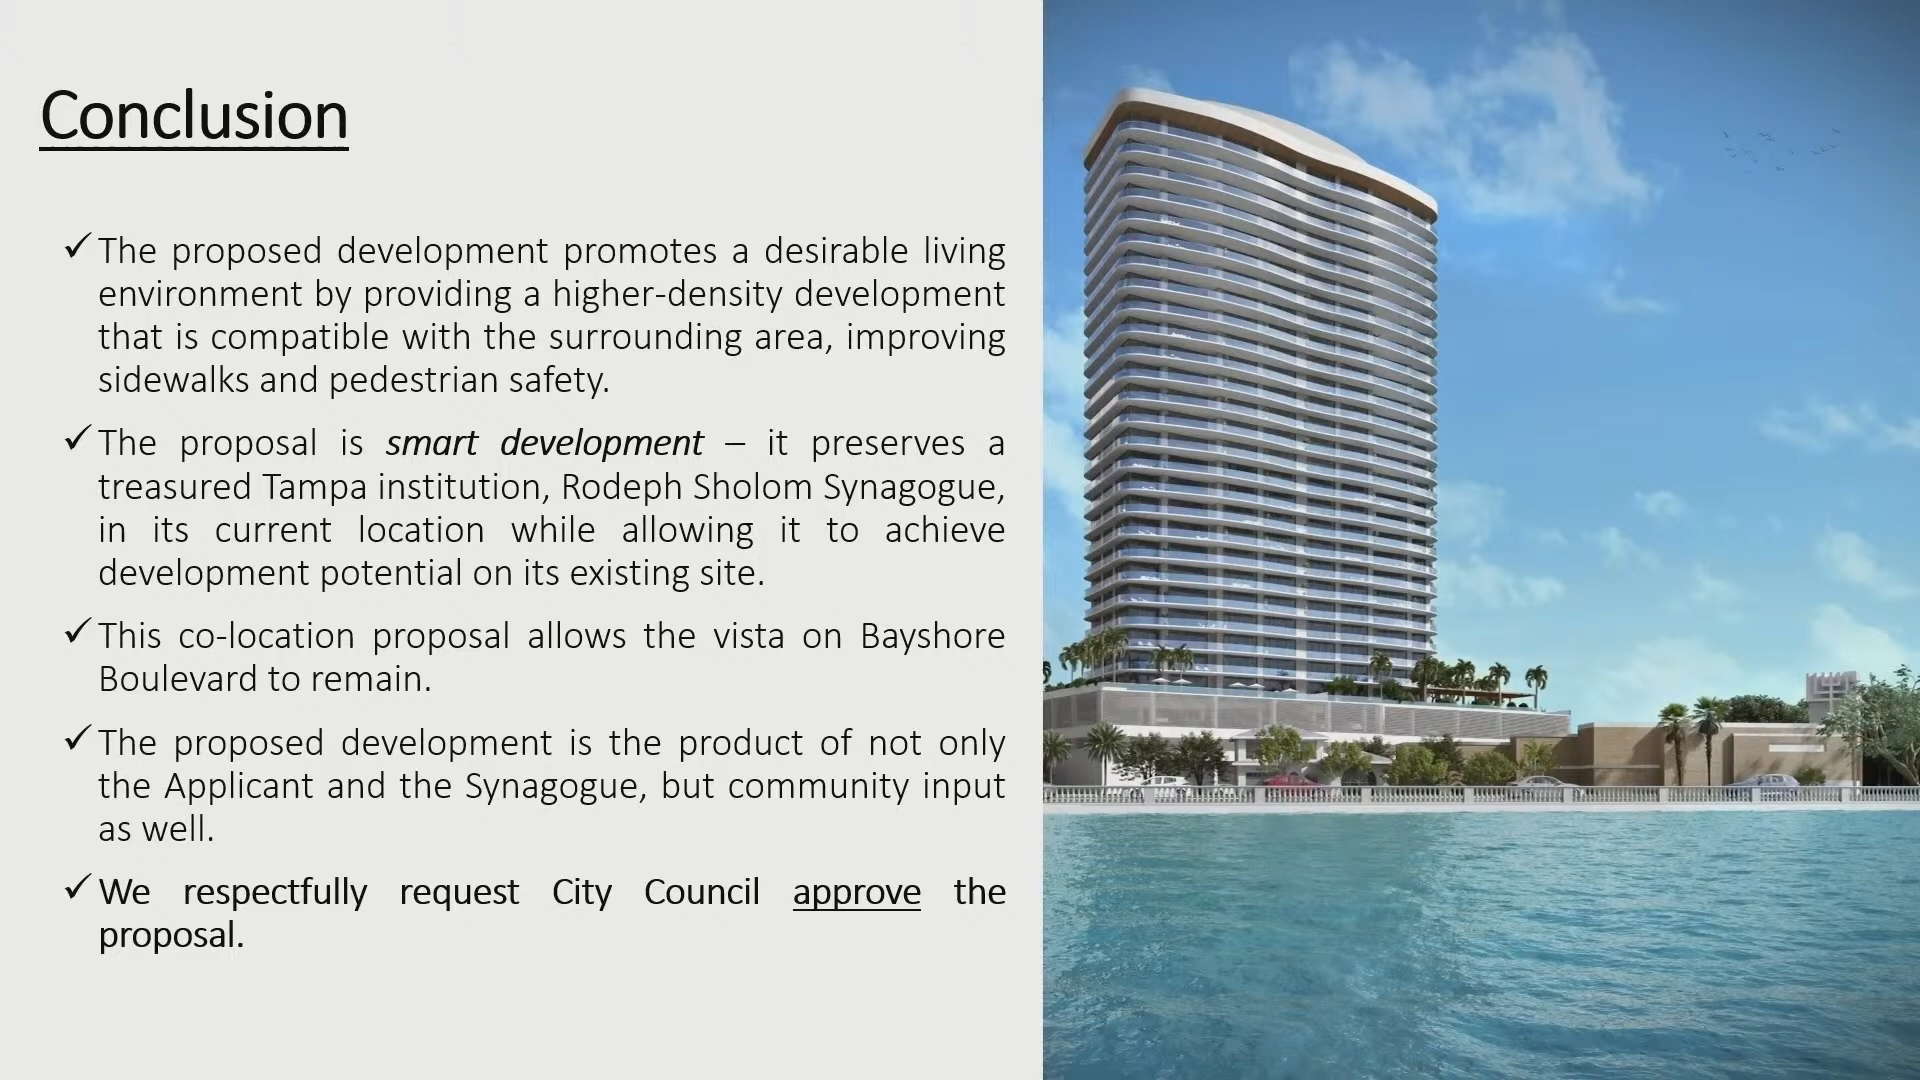 Conclusion
✓ The proposed development promotes a desirable living
environment by providing a higher-density development
that is compatible with the surrounding area, improving
sidewalks and pedestrian safety.
✓ The proposal is smart development – it preserves a
treasured Tampa institution, Rodeph Sholom Synagogue,
in its current location while allowing it to achieve
development potential on its existing site.
✓ This co-location proposal allows the vista on Bayshore
Boulevard to remain.
✓ The proposed development is the product of not only
the Applicant and the Synagogue, but community input
as well.
✓ We respectfully request City Council approve the
proposal.